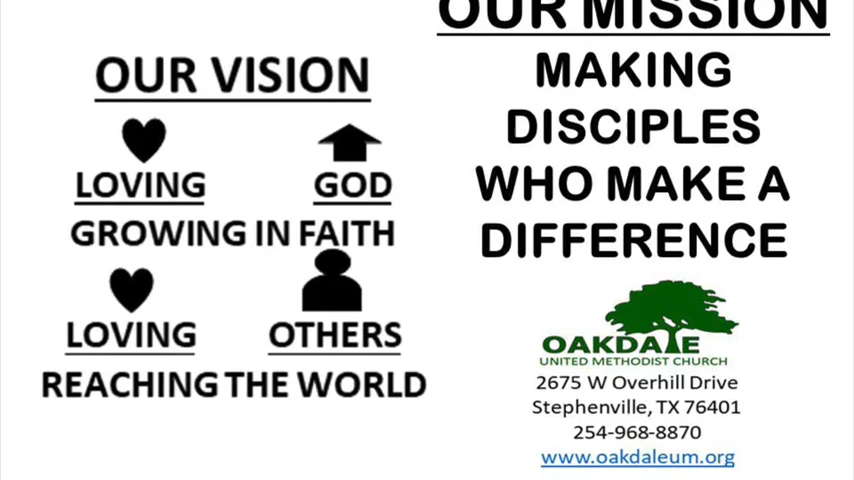 OUR VISION
LOVING GOD
GROWING IN FAITH
LOVING OTHERS
REACHING THE WORLD
OUR MISSION
MAKING
DISCIPLES
WHO MAKE A
DIFFERENCE
OAKDALE
UNITED METHODIST CHURCH
2675 W Overhill Drive
Stephenville, TX 76401
254-968-8870
www.oakdaleum.org